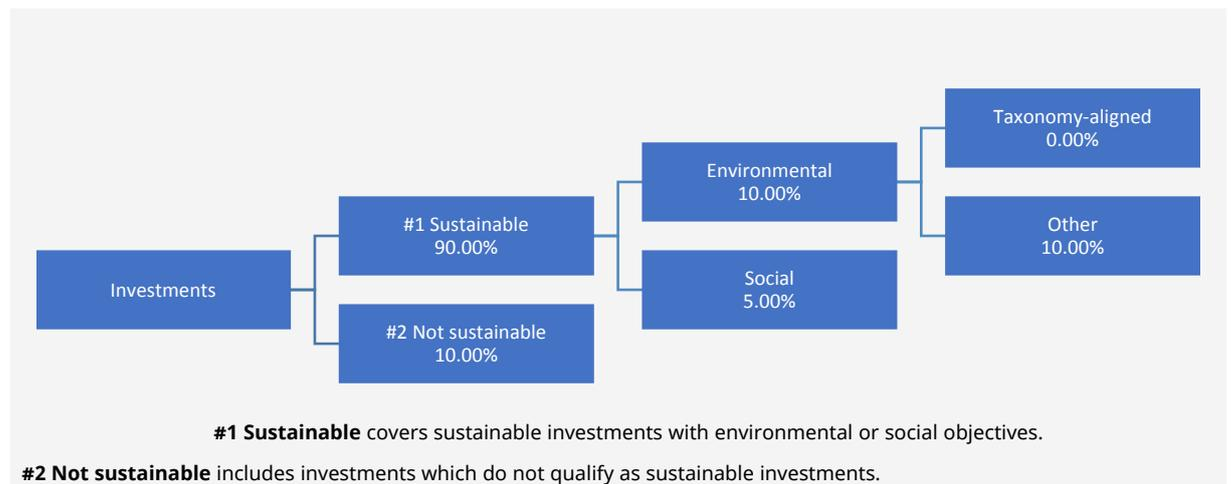 Investments
#1 Sustainable
90.00%
#2 Not sustainable
10.00%
Environmental
10.00%
Social
5.00%
Taxonomy-aligned
0.00%
Other
10.00%
#1 Sustainable covers sustainable investments with environmental or social objectives.
#2 Not sustainable includes investments which do not qualify as sustainable investments.